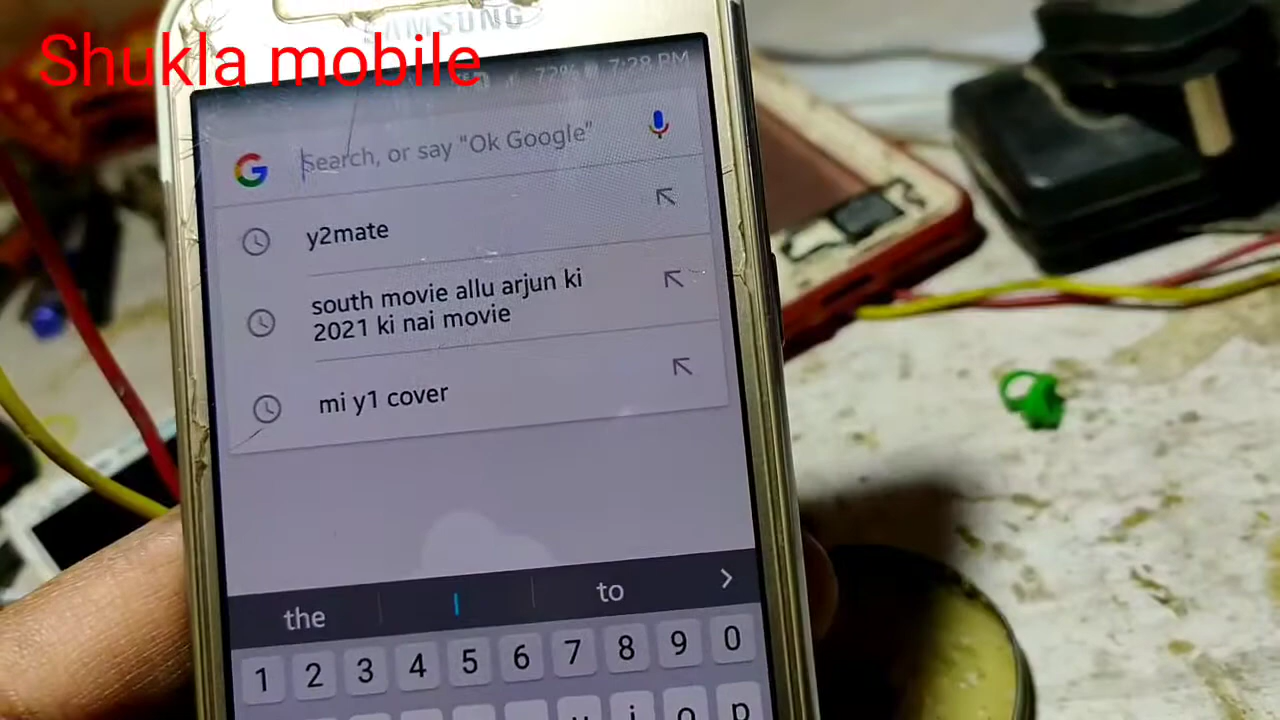 Shukla mobile
SAMSUNG
72% 7:28 PM
Search, or say "Ok Google"
y2mate
south movie allu arjun ki
2021 ki nai movie
mi y1 cover
the I to
1 2 3 4 5 6 7 8 9 0
u i o p